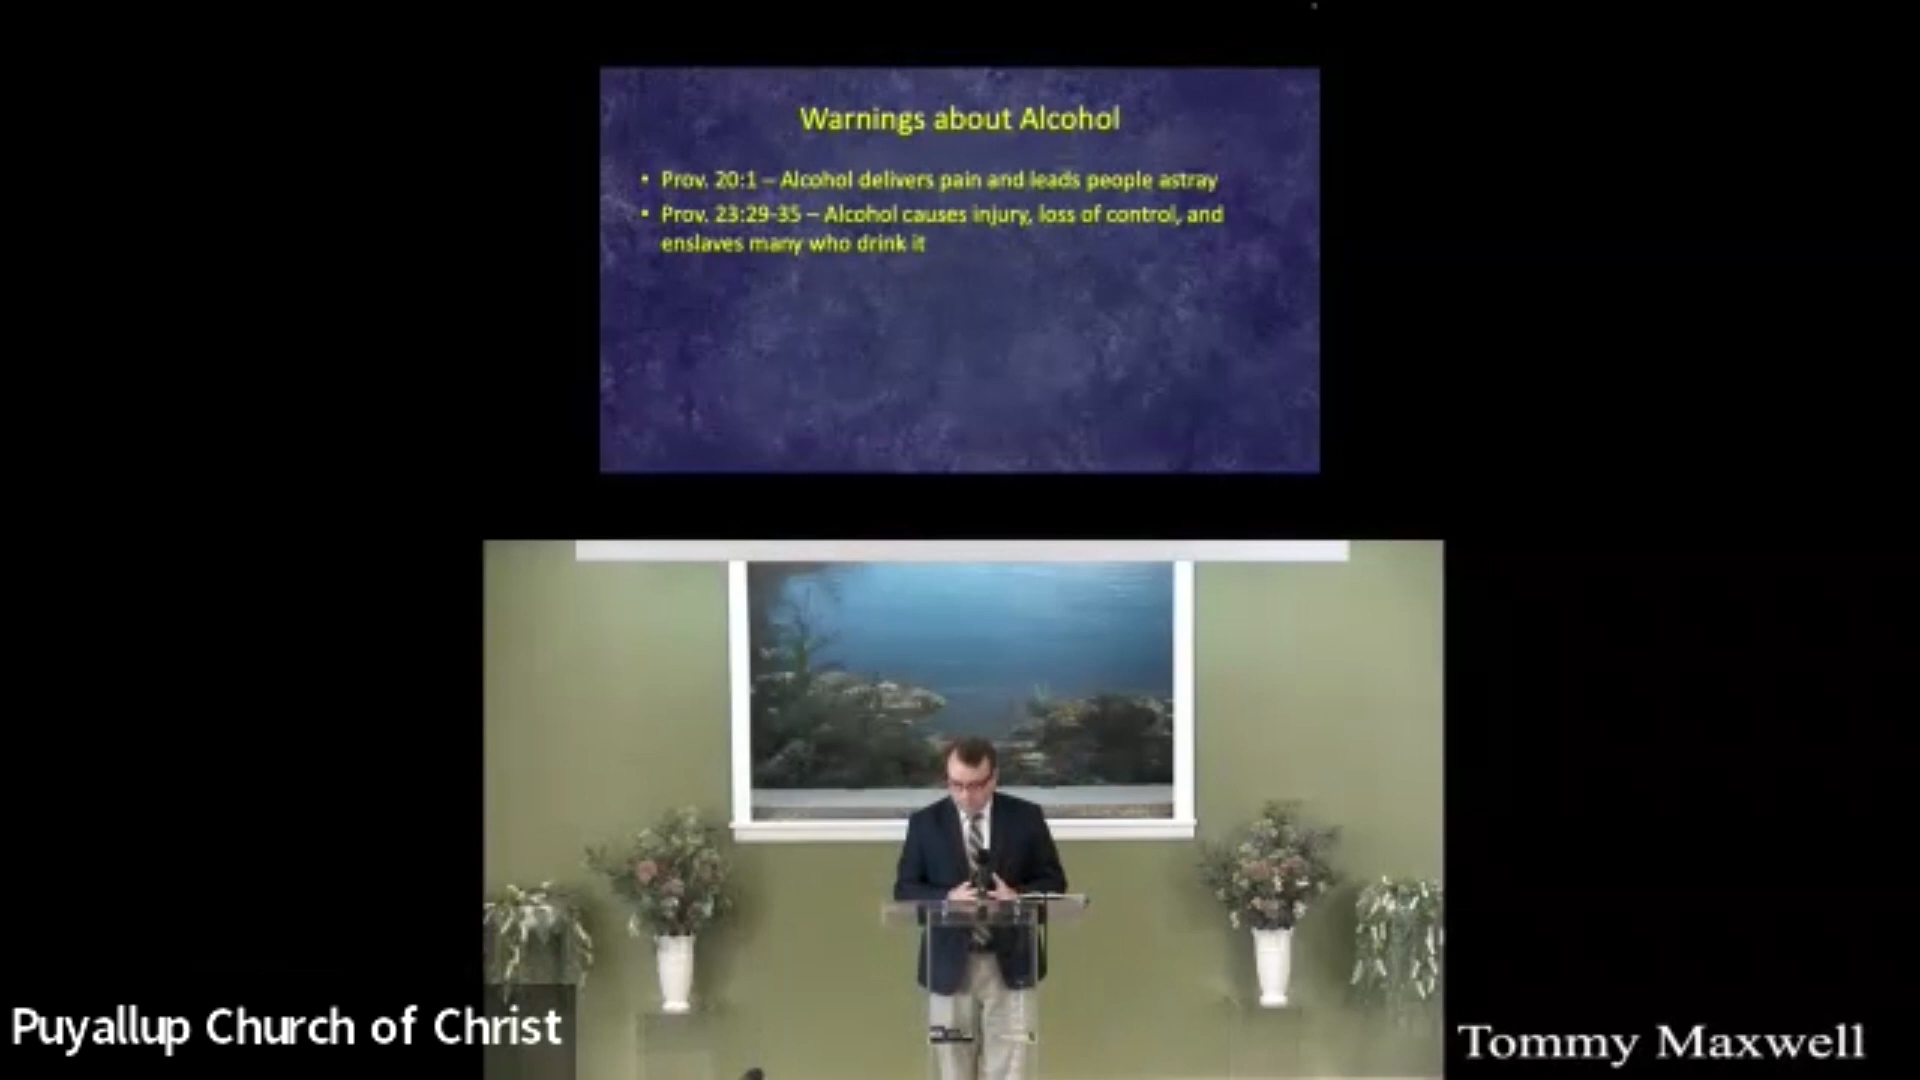 Warnings about Alcohol
• Prov. 20:1 – Alcohol delivers pain and leads people astray
• Prov. 23:29-35 – Alcohol causes injury, loss of control, and
enslaves many who drink it
Puyallup Church of Christ
Tommy Maxwell